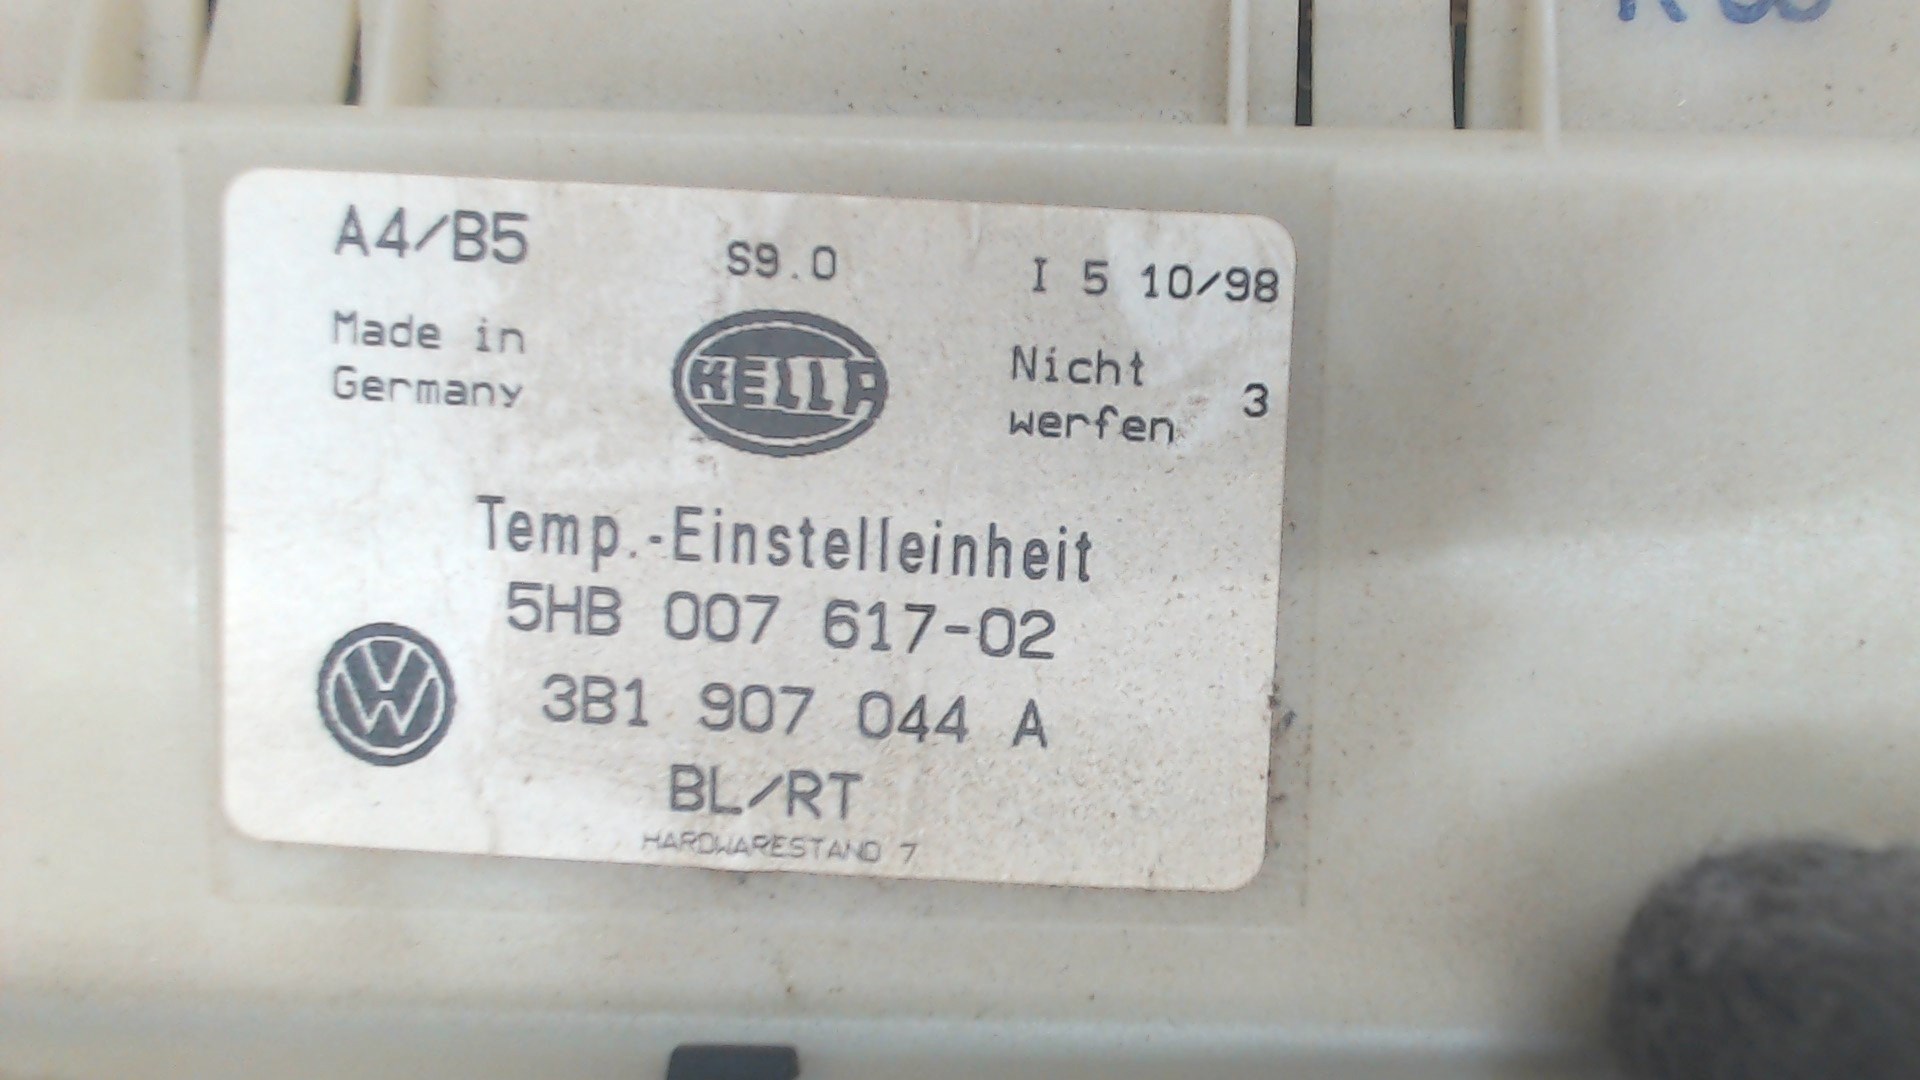 A4/B5
S9.0
I 5 10/98
Made in
Germany
HELLA
Nicht
werfen
3
Temp.-Einstelleinheit
5HB 007 617-02
VW
3B1 907 044 A
BL/RT
HARDWARESTAND 7